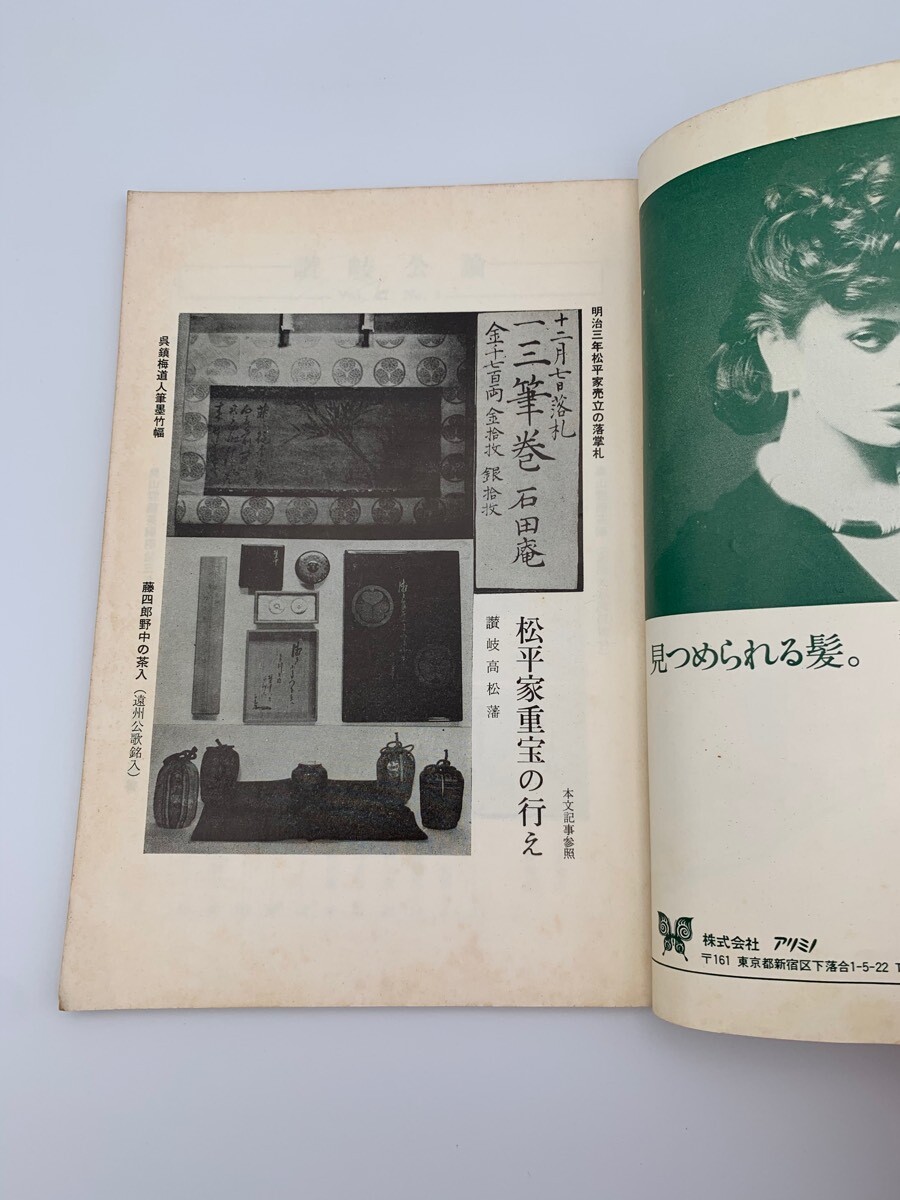 明治三年松平家売立の落掌札
十二月七日落札
一三筆巻 石田庵
金千七百両 金拾枚 銀拾枚
呉鎮梅道人筆墨竹幅
藤四郎野中の茶入(遠州公歌銘入)
本文記事参照
松平家重宝の行え
讃岐高松藩
見つめられる髪。
株式会社 アリミノ
〒161 東京都新宿区下落合1-5-22 T